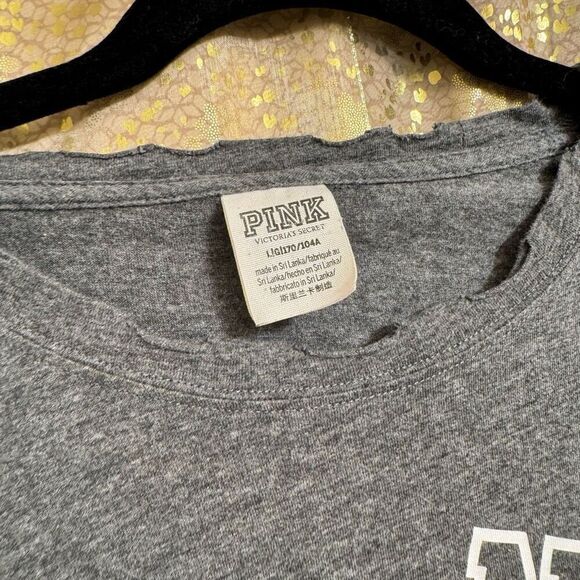 PINK
VICTORIA'S SECRET
L|G|170/104A
made in Sri Lanka/fabriqué au
Sri Lanka/hecho en Sri Lanka/
fabbricato in Sri Lanka/
斯里兰卡制造